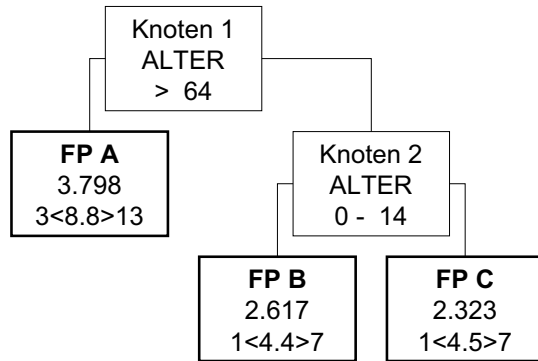 Knoten 1
ALTER
> 64
FP A
3.798
3<8.8>13
Knoten 2
ALTER
0 - 14
FP B
2.617
1<4.4>7
FP C
2.323
1<4.5>7